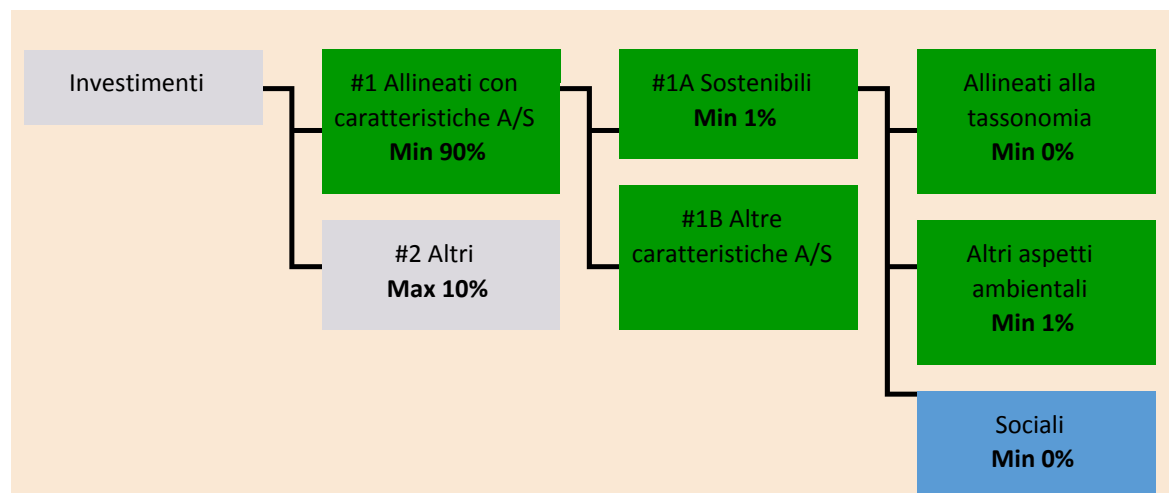 Investimenti
#1 Allineati con
caratteristiche A/S
Min 90%
#2 Altri
Max 10%
#1A Sostenibili
Min 1%
#1B Altre
caratteristiche A/S
Allineati alla
tassonomia
Min 0%
Altri aspetti
ambientali
Min 1%
Sociali
Min 0%